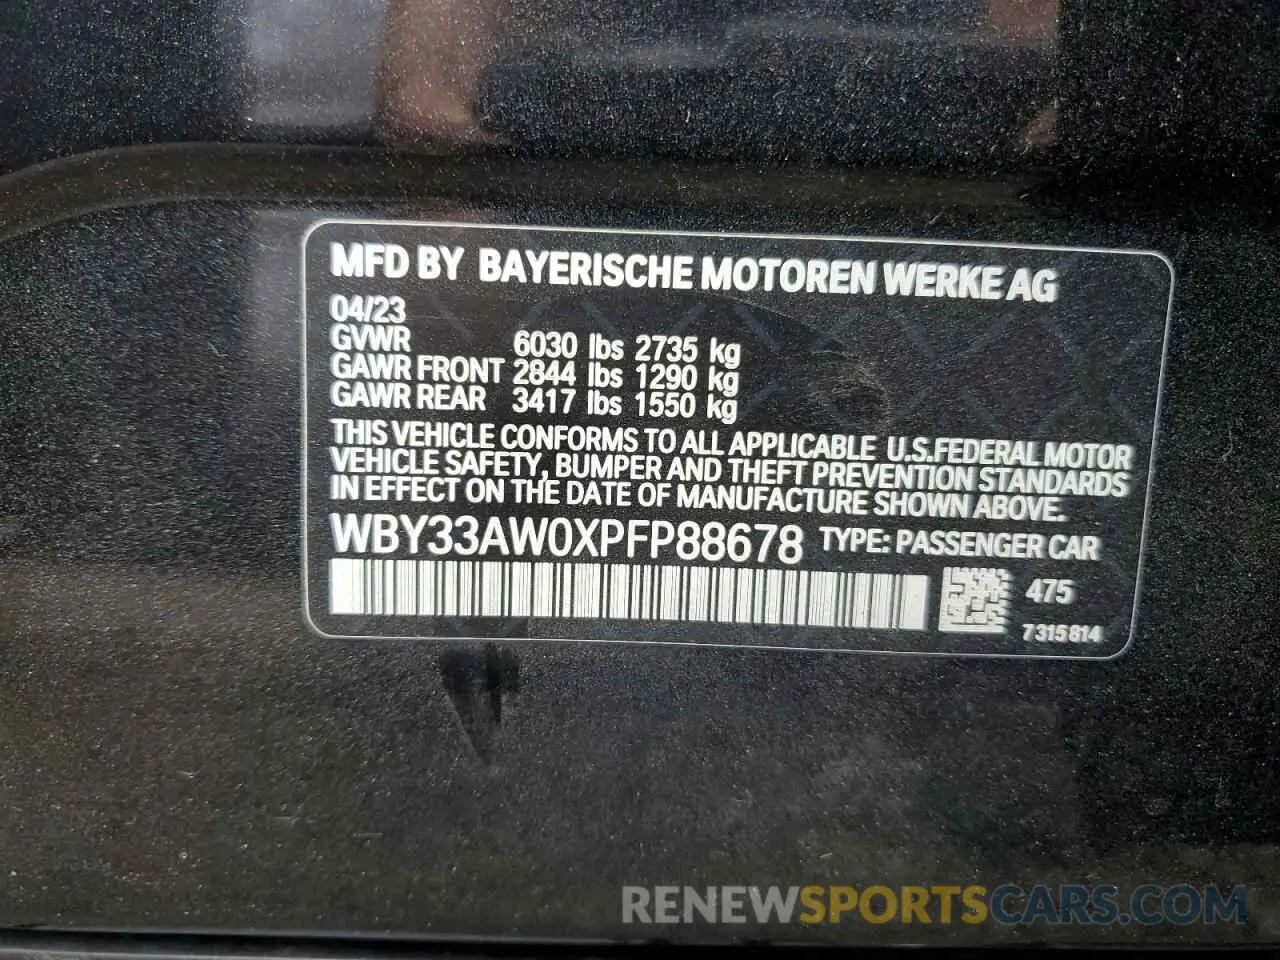 MFD BY BAYERISCHE MOTOREN WERKE AG
04/23
GVWR 6030 lbs 2735 kg
GAWR FRONT 2844 lbs 1290 kg
GAWR REAR 3417 lbs 1550 kg
THIS VEHICLE CONFORMS TO ALL APPLICABLE U.S.FEDERAL MOTOR
VEHICLE SAFETY, BUMPER AND THEFT PREVENTION STANDARDS
IN EFFECT ON THE DATE OF MANUFACTURE SHOWN ABOVE.
WBY33AW0XPFP88678 TYPE: PASSENGER CAR
475
7315814
RENEWSPORTSCARS.COM